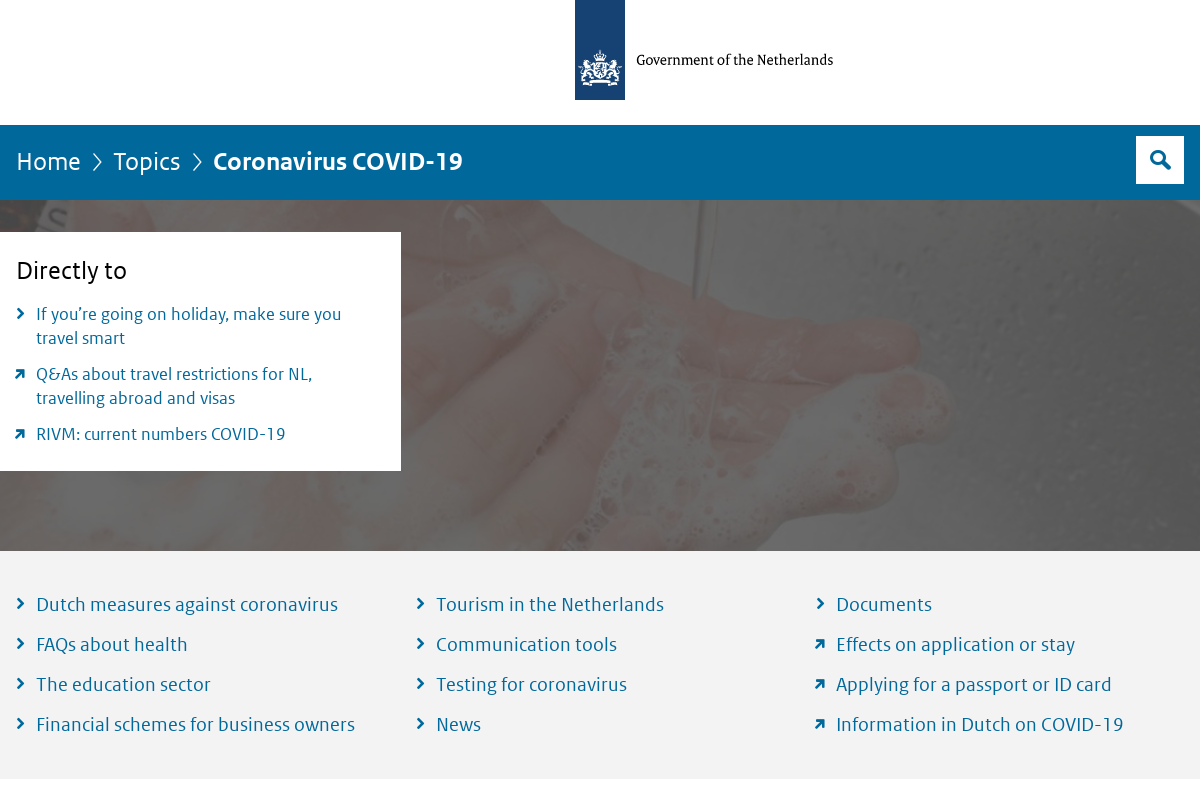 Government of the Netherlands
Home
Topics
Coronavirus COVID-19
Directly to
If you’re going on holiday, make sure you
travel smart
Q&As about travel restrictions for NL,
travelling abroad and visas
RIVM: current numbers COVID-19
Dutch measures against coronavirus
FAQs about health
The education sector
Financial schemes for business owners
Tourism in the Netherlands
Communication tools
Testing for coronavirus
News
Documents
Effects on application or stay
Applying for a passport or ID card
Information in Dutch on COVID-19